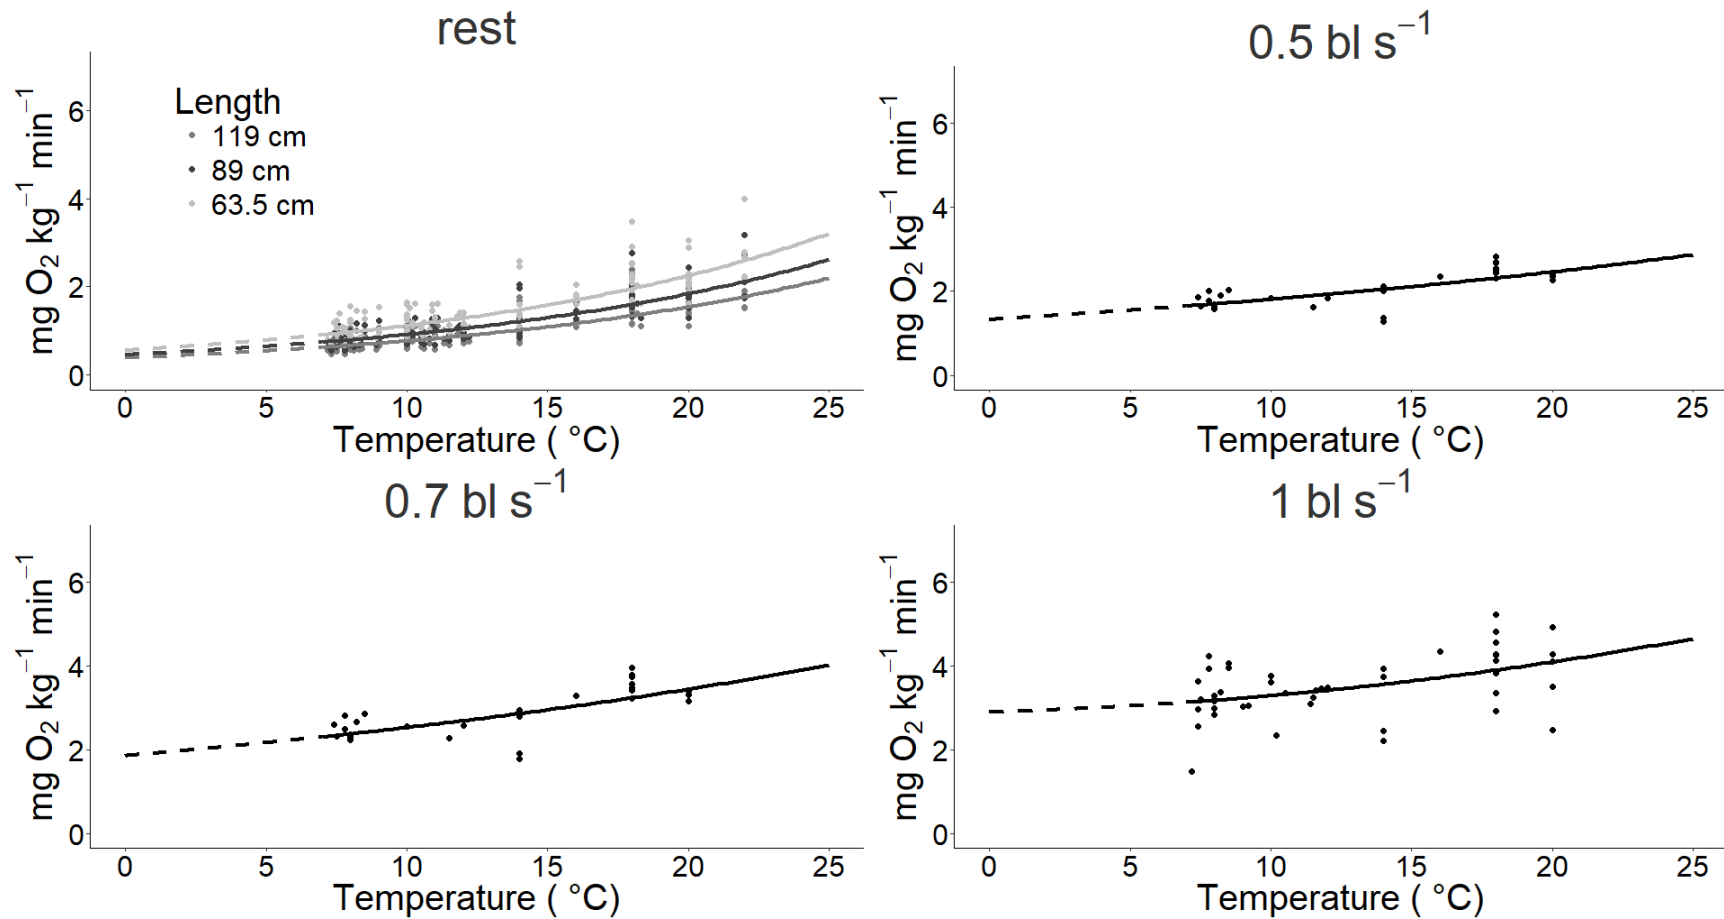 rest
mg O₂ kg⁻¹ min⁻¹
6
4
2
0
Length
119 cm
89 cm
63.5 cm
0 5 10 15 20 25
Temperature ( °C)
0.5 bl s⁻¹
mg O₂ kg⁻¹ min⁻¹
6
4
2
0
0 5 10 15 20 25
Temperature ( °C)
0.7 bl s⁻¹
mg O₂ kg⁻¹ min⁻¹
6
4
2
0
0 5 10 15 20 25
Temperature ( °C)
1 bl s⁻¹
mg O₂ kg⁻¹ min⁻¹
6
4
2
0
0 5 10 15 20 25
Temperature ( °C)